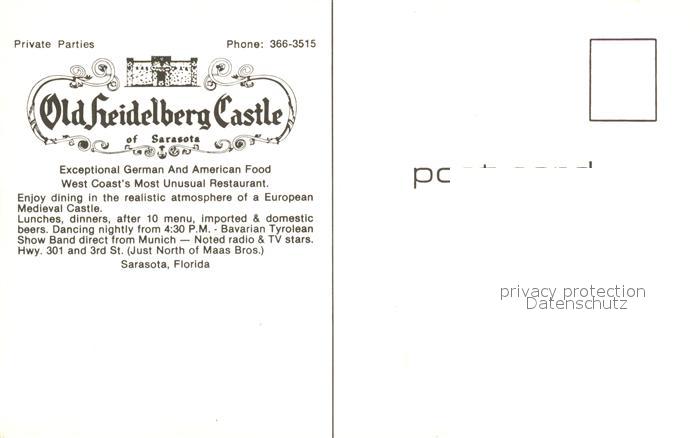 Private Parties Phone: 366-3515
Old Heidelberg Castle
of Sarasota
Exceptional German And American Food
West Coast's Most Unusual Restaurant.
Enjoy dining in the realistic atmosphere of a European
Medieval Castle.
Lunches, dinners, after 10 menu, imported & domestic
beers. Dancing nightly from 4:30 P.M. - Bavarian Tyrolean
Show Band direct from Munich — Noted radio & TV stars.
Hwy. 301 and 3rd St. (Just North of Maas Bros.)
Sarasota, Florida
privacy protection
Datenschutz